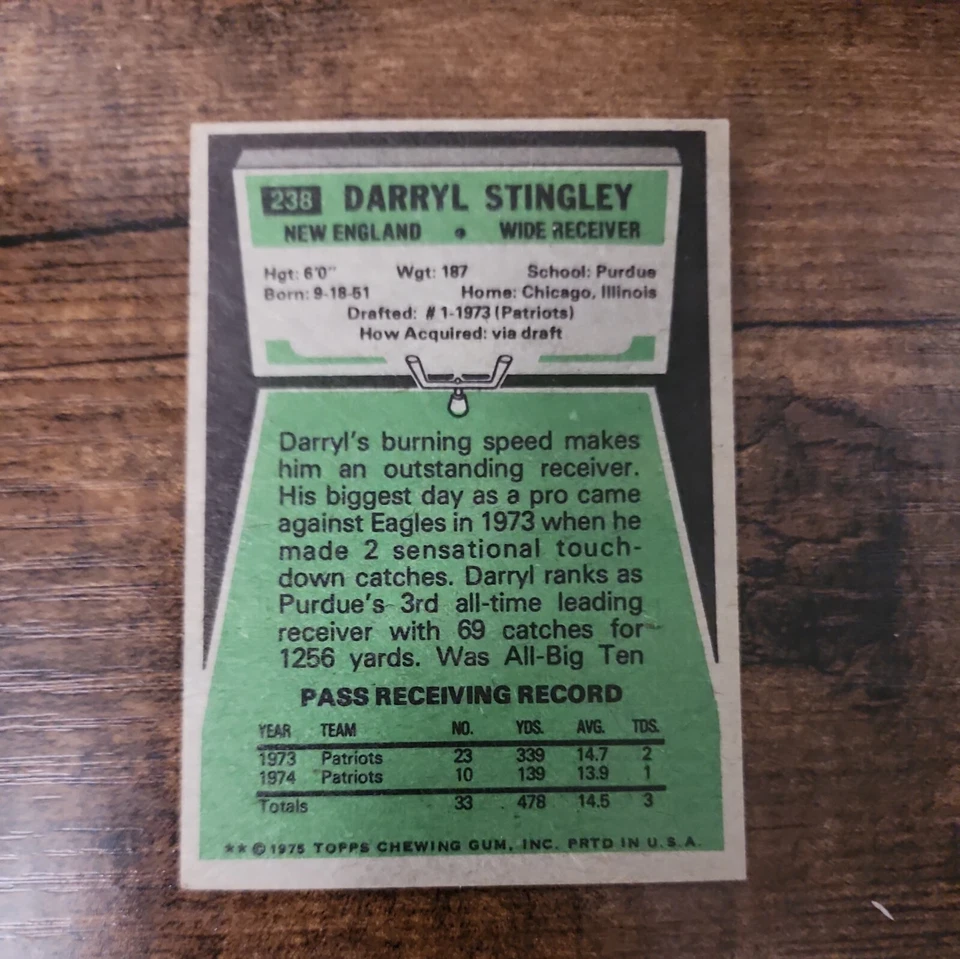 238 DARRYL STINGLEY
NEW ENGLAND • WIDE RECEIVER
Hgt: 6'0" Wgt: 187 School: Purdue
Born: 9-18-51 Home: Chicago, Illinois
Drafted: #1-1973 (Patriots)
How Acquired: via draft
Darryl's burning speed makes
him an outstanding receiver.
His biggest day as a pro came
against Eagles in 1973 when he
made 2 sensational touch-
down catches. Darryl ranks as
Purdue's 3rd all-time leading
receiver with 69 catches for
1256 yards. Was All-Big Ten
PASS RECEIVING RECORD
YEAR TEAM NO. YDS. AVG. TDS.
1973 Patriots 23 339 14.7 2
1974 Patriots 10 139 13.9 1
Totals 33 478 14.5 3
** © 1975 TOPPS CHEWING GUM, INC. PRTD IN U.S.A.